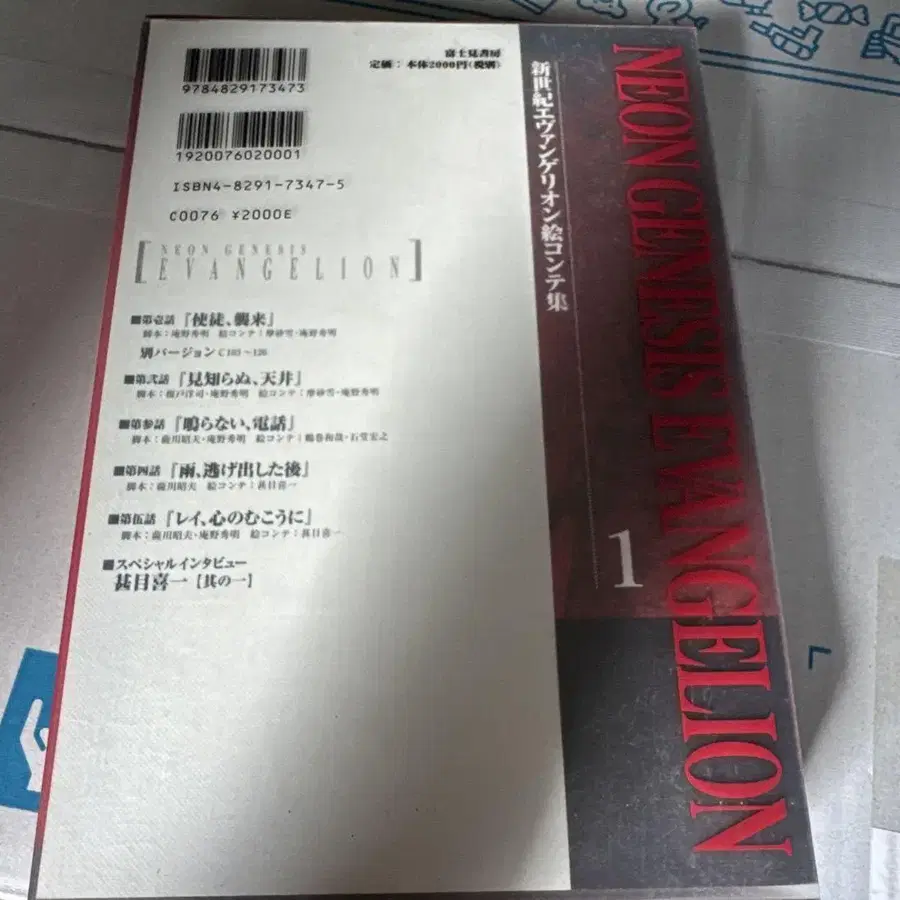 富士見書房
定価：本体2000円(税別)
9784829173473
1920076020001
ISBN4-8291-7347-5
C0076 ¥2000E
[NEON GENESIS
EVANGELION]
■第壱話『使徒、襲来』
脚本：庵野秀明 絵コンテ：摩砂雪・庵野秀明
別バージョン C103〜126
■第弐話『見知らぬ、天井』
脚本：榎戸洋司・庵野秀明 絵コンテ：摩砂雪・庵野秀明
■第参話『鳴らない、電話』
脚本：薩川昭夫・庵野秀明 絵コンテ：鶴巻和哉・石堂宏之
■第四話『雨、逃げ出した後』
脚本：薩川昭夫 絵コンテ：甚目喜一
■第伍話『レイ、心のむこうに』
脚本：薩川昭夫・庵野秀明 絵コンテ：甚目喜一
■スペシャルインタビュー
甚目喜一【其の一】
新世紀エヴァンゲリオン絵コンテ集
1
NEON GENESIS EVANGELION